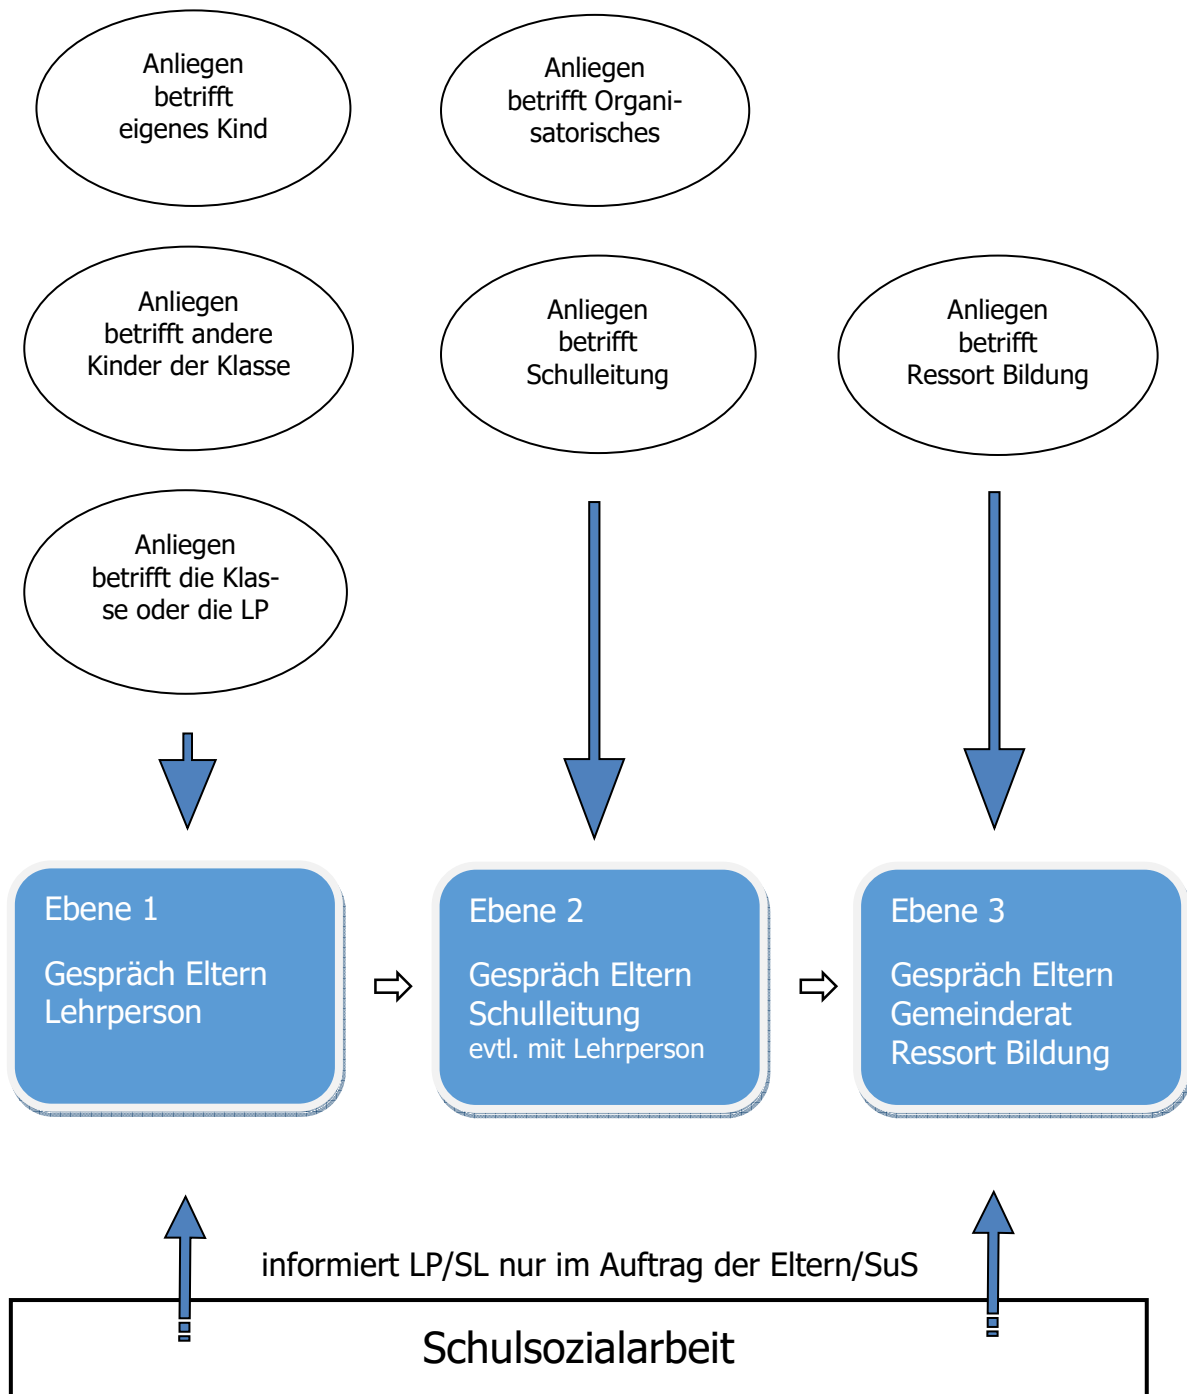 Anliegen
betrifft
eigenes Kind
Anliegen
betrifft Organi-
satorisches
Anliegen
betrifft andere
Kinder der Klasse
Anliegen
betrifft
Schulleitung
Anliegen
betrifft
Ressort Bildung
Anliegen
betrifft die Klas-
se oder die LP
Ebene 1
Gespräch Eltern
Lehrperson
Ebene 2
Gespräch Eltern
Schulleitung
evtl. mit Lehrperson
Ebene 3
Gespräch Eltern
Gemeinderat
Ressort Bildung
informiert LP/SL nur im Auftrag der Eltern/SuS
Schulsozialarbeit